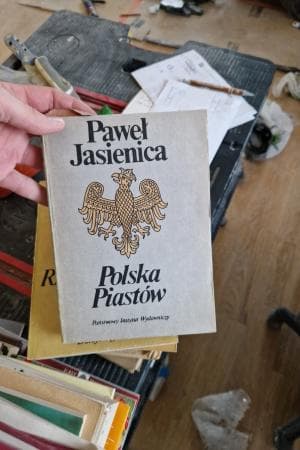 Paweł
Jasienica
Polska
Piastów
Państwowy Instytut Wydawniczy